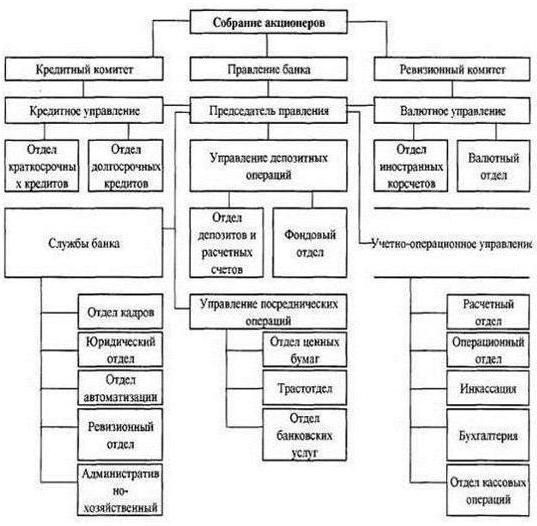 Собрание акционеров
Кредитный комитет
Правление банка
Ревизионный комитет
Кредитное управление
Председатель правления
Валютное управление
Отдел
краткосрочны
х кредитов
Отдел
долгосрочных
кредитов
Управление депозитных
операций
Отдел
иностранных
корсчетов
Валютный
отдел
Службы банка
Отдел
депозитов и
расчетных
счетов
Фондовый
отдел
Учетно-операционное управление
Отдел кадров
Юридический
отдел
Отдел
автоматизации
Ревизионный
отдел
Административ
но-
хозяйственный
Управление посреднических
операций
Отдел ценных
бумаг
Трастотдел
Отдел
банковских
услуг
Расчетный
отдел
Операционный
отдел
Инкассация
Бухгалтерия
Отдел кассовых
операций